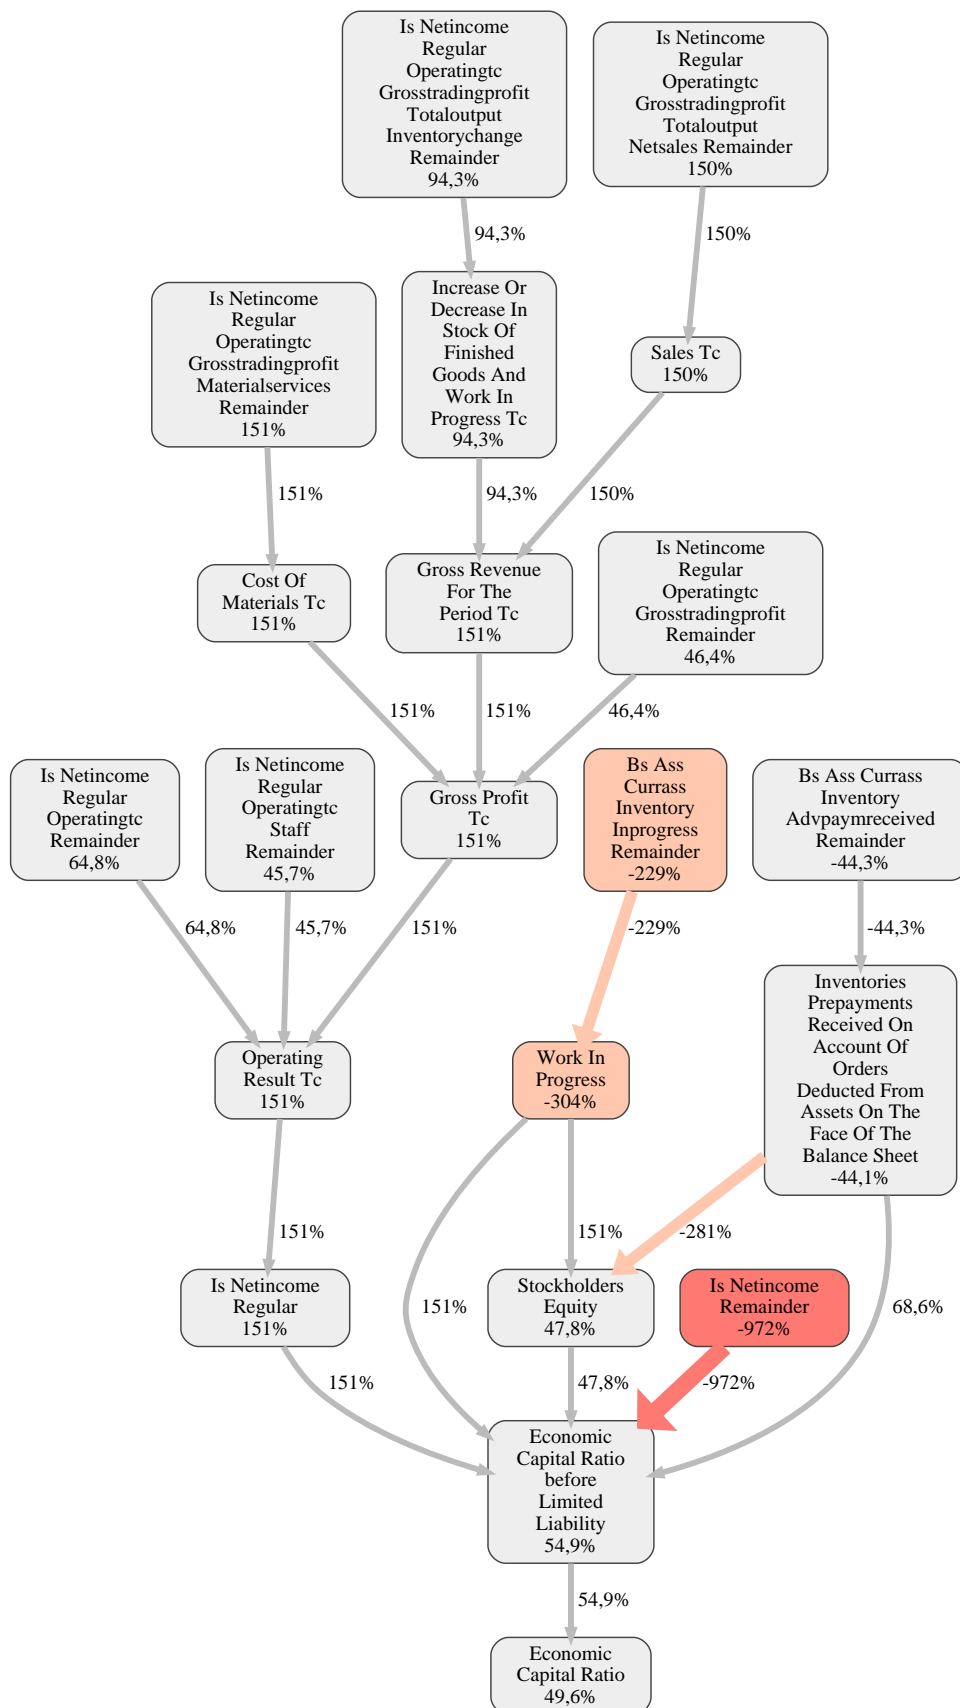 Is Netincome
Regular
Operatingtc
Grosstradingprofit
Totaloutput
Inventorychange
Remainder
94,3%
Is Netincome
Regular
Operatingtc
Grosstradingprofit
Totaloutput
Netsales Remainder
150%
94,3%
150%
Is Netincome
Regular
Operatingtc
Grosstradingprofit
Materialservices
Remainder
151%
Increase Or
Decrease In
Stock Of
Finished
Goods And
Work In
Progress Tc
94,3%
Sales Tc
150%
151%
94,3%
150%
Cost Of
Materials Tc
151%
Gross Revenue
For The
Period Tc
151%
Is Netincome
Regular
Operatingtc
Grosstradingprofit
Remainder
46,4%
151%
151%
46,4%
Is Netincome
Regular
Operatingtc
Remainder
64,8%
Is Netincome
Regular
Operatingtc
Staff
Remainder
45,7%
Gross Profit
Tc
151%
Bs Ass
Currass
Inventory
Inprogress
Remainder
-229%
Bs Ass Currass
Inventory
Advpaymreceived
Remainder
-44,3%
64,8%
45,7%
151%
-229%
-44,3%
Operating
Result Tc
151%
Work In
Progress
-304%
Inventories
Prepayments
Received On
Account Of
Orders
Deducted From
Assets On The
Face Of The
Balance Sheet
-44,1%
151%
151%
-281%
Is Netincome
Regular
151%
151%
Stockholders
Equity
47,8%
Is Netincome
Remainder
-972%
68,6%
151%
47,8%
-972%
Economic
Capital Ratio
before
Limited
Liability
54,9%
54,9%
Economic
Capital Ratio
49,6%